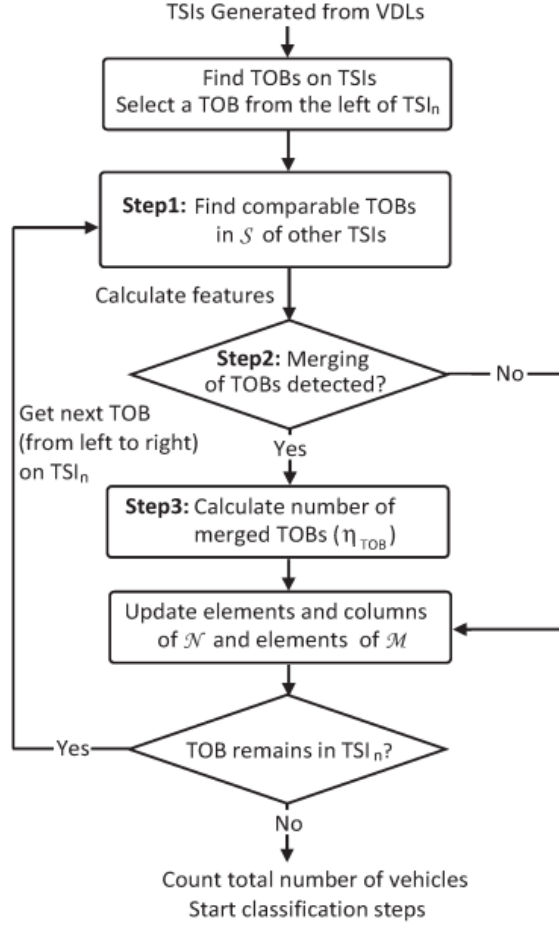 TSIs Generated from VDLs
Find TOBs on TSIs
Select a TOB from the left of TSIₙ
Step1: Find comparable TOBs
in 𝒮 of other TSIs
Calculate features
Step2: Merging
of TOBs detected?
No
Get next TOB
(from left to right)
on TSIₙ
Yes
Step3: Calculate number of
merged TOBs (η_TOB)
Update elements and columns
of 𝒩 and elements of ℳ
TOB remains in TSIₙ?
Yes
No
Count total number of vehicles
Start classification steps